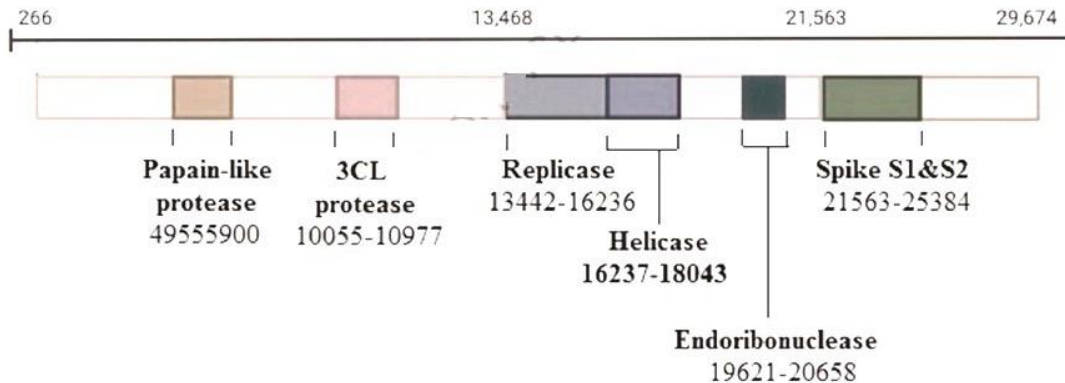 266 13,468 21,563 29,674
Papain-like
protease
49555900
3CL
protease
10055-10977
Replicase
13442-16236
Helicase
16237-18043
Endoribonuclease
19621-20658
Spike S1&S2
21563-25384